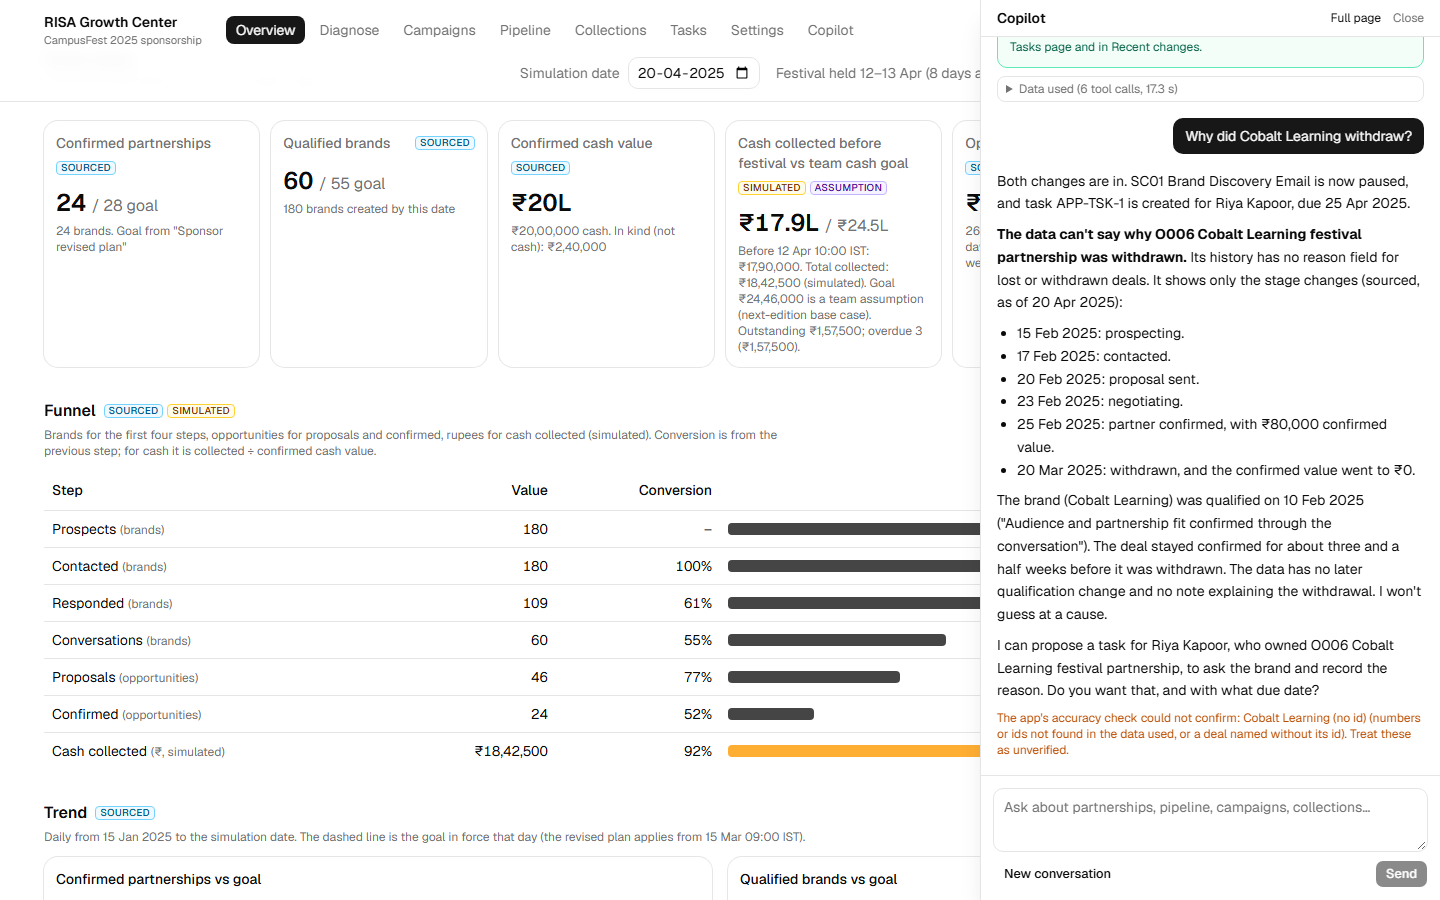 RISA Growth Center
CampusFest 2025 sponsorship
Overview
Diagnose
Campaigns
Pipeline
Collections
Tasks
Settings
Copilot
Simulation date
20-04-2025
Festival held 12–13 Apr (8 days a
Confirmed partnerships
SOURCED
24 / 28 goal
24 brands. Goal from "Sponsor
revised plan"
Qualified brands
SOURCED
60 / 55 goal
180 brands created by this date
Confirmed cash value
SOURCED
₹20L
₹20,00,000 cash. In kind (not
cash): ₹2,40,000
Cash collected before
festival vs team cash goal
SIMULATED
ASSUMPTION
₹17.9L / ₹24.5L
Before 12 Apr 10:00 IST:
₹17,90,000. Total collected:
₹18,42,500 (simulated). Goal
₹24,46,000 is a team assumption
(next-edition base case).
Outstanding ₹1,57,500; overdue 3
(₹1,57,500).
Op
₹
26
da
we
Funnel
SOURCED
SIMULATED
Brands for the first four steps, opportunities for proposals and confirmed, rupees for cash collected (simulated). Conversion is from the
previous step; for cash it is collected ÷ confirmed cash value.
Step Value Conversion
Prospects (brands) 180 –
Contacted (brands) 180 100%
Responded (brands) 109 61%
Conversations (brands) 60 55%
Proposals (opportunities) 46 77%
Confirmed (opportunities) 24 52%
Cash collected (₹, simulated) ₹18,42,500 92%
Trend
SOURCED
Daily from 15 Jan 2025 to the simulation date. The dashed line is the goal in force that day (the revised plan applies from 15 Mar 09:00 IST).
Confirmed partnerships vs goal
Qualified brands vs goal
Copilot
Full page
Close
Tasks page and in Recent changes.
Data used (6 tool calls, 17.3 s)
Why did Cobalt Learning withdraw?
Both changes are in. SC01 Brand Discovery Email is now paused,
and task APP-TSK-1 is created for Riya Kapoor, due 25 Apr 2025.
The data can't say why O006 Cobalt Learning festival
partnership was withdrawn. Its history has no reason field for
lost or withdrawn deals. It shows only the stage changes (sourced,
as of 20 Apr 2025):
• 15 Feb 2025: prospecting.
• 17 Feb 2025: contacted.
• 20 Feb 2025: proposal sent.
• 23 Feb 2025: negotiating.
• 25 Feb 2025: partner confirmed, with ₹80,000 confirmed
value.
• 20 Mar 2025: withdrawn, and the confirmed value went to ₹0.
The brand (Cobalt Learning) was qualified on 10 Feb 2025
("Audience and partnership fit confirmed through the
conversation"). The deal stayed confirmed for about three and a
half weeks before it was withdrawn. The data has no later
qualification change and no note explaining the withdrawal. I won't
guess at a cause.
I can propose a task for Riya Kapoor, who owned O006 Cobalt
Learning festival partnership, to ask the brand and record the
reason. Do you want that, and with what due date?
The app's accuracy check could not confirm: Cobalt Learning (no id) (numbers
or ids not found in the data used, or a deal named without its id). Treat these
as unverified.
Ask about partnerships, pipeline, campaigns, collections...
New conversation
Send